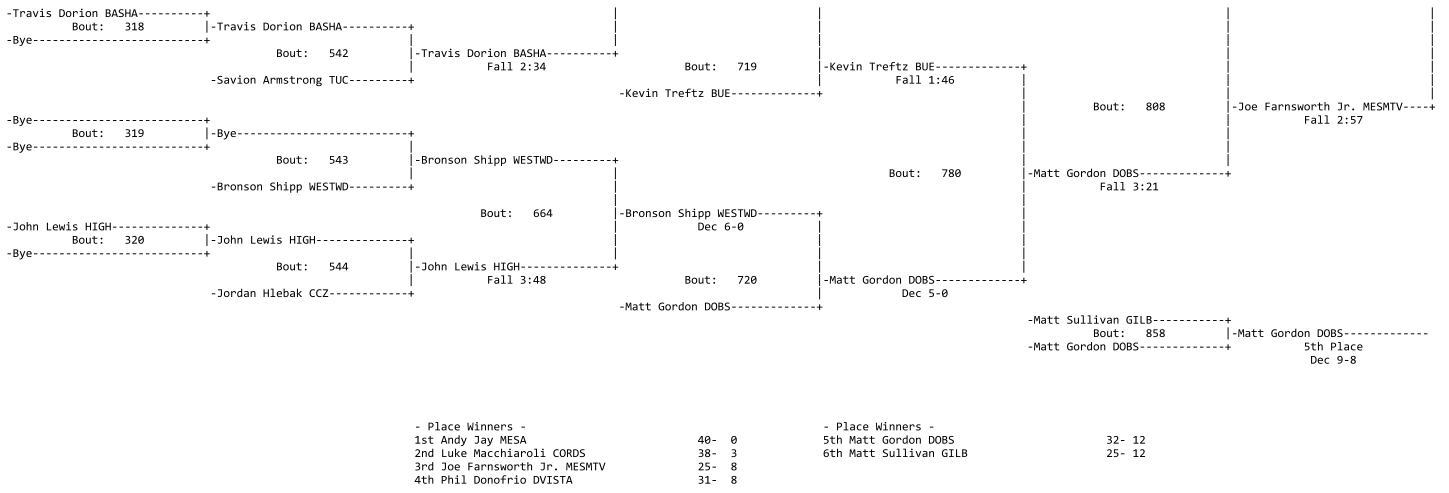 -Travis Dorion BASHA----------+
Bout: 318 |-Travis Dorion BASHA----------+
-Bye--------------------------+
Bout: 542 |-Travis Dorion BASHA----------+
Fall 2:34 Bout: 719 |-Kevin Treftz BUE-------------+
-Savion Armstrong TUC---------+ Fall 1:46
-Kevin Treftz BUE-------------+
Bout: 808 |-Joe Farnsworth Jr. MESMTV----+
-Bye--------------------------+ Fall 2:57
Bout: 319 |-Bye--------------------------+
-Bye--------------------------+
Bout: 543 |-Bronson Shipp WESTWD---------+
Bout: 780 |-Matt Gordon DOBS-------------+
-Bronson Shipp WESTWD---------+ Fall 3:21
Bout: 664 |-Bronson Shipp WESTWD---------+
-John Lewis HIGH--------------+ Dec 6-0
Bout: 320 |-John Lewis HIGH--------------+
-Bye--------------------------+
Bout: 544 |-John Lewis HIGH--------------+
Fall 3:48 Bout: 720 |-Matt Gordon DOBS-------------+
-Jordan Hlebak CCZ------------+ Dec 5-0
-Matt Gordon DOBS-------------+
-Matt Sullivan GILB-----------+
Bout: 858 |-Matt Gordon DOBS-------------
-Matt Gordon DOBS-------------+ 5th Place
Dec 9-8
- Place Winners - - Place Winners -
1st Andy Jay MESA 40- 0 5th Matt Gordon DOBS 32- 12
2nd Luke Macchiaroli CORDS 38- 3 6th Matt Sullivan GILB 25- 12
3rd Joe Farnsworth Jr. MESMTV 25- 8
4th Phil Donofrio DVISTA 31- 8